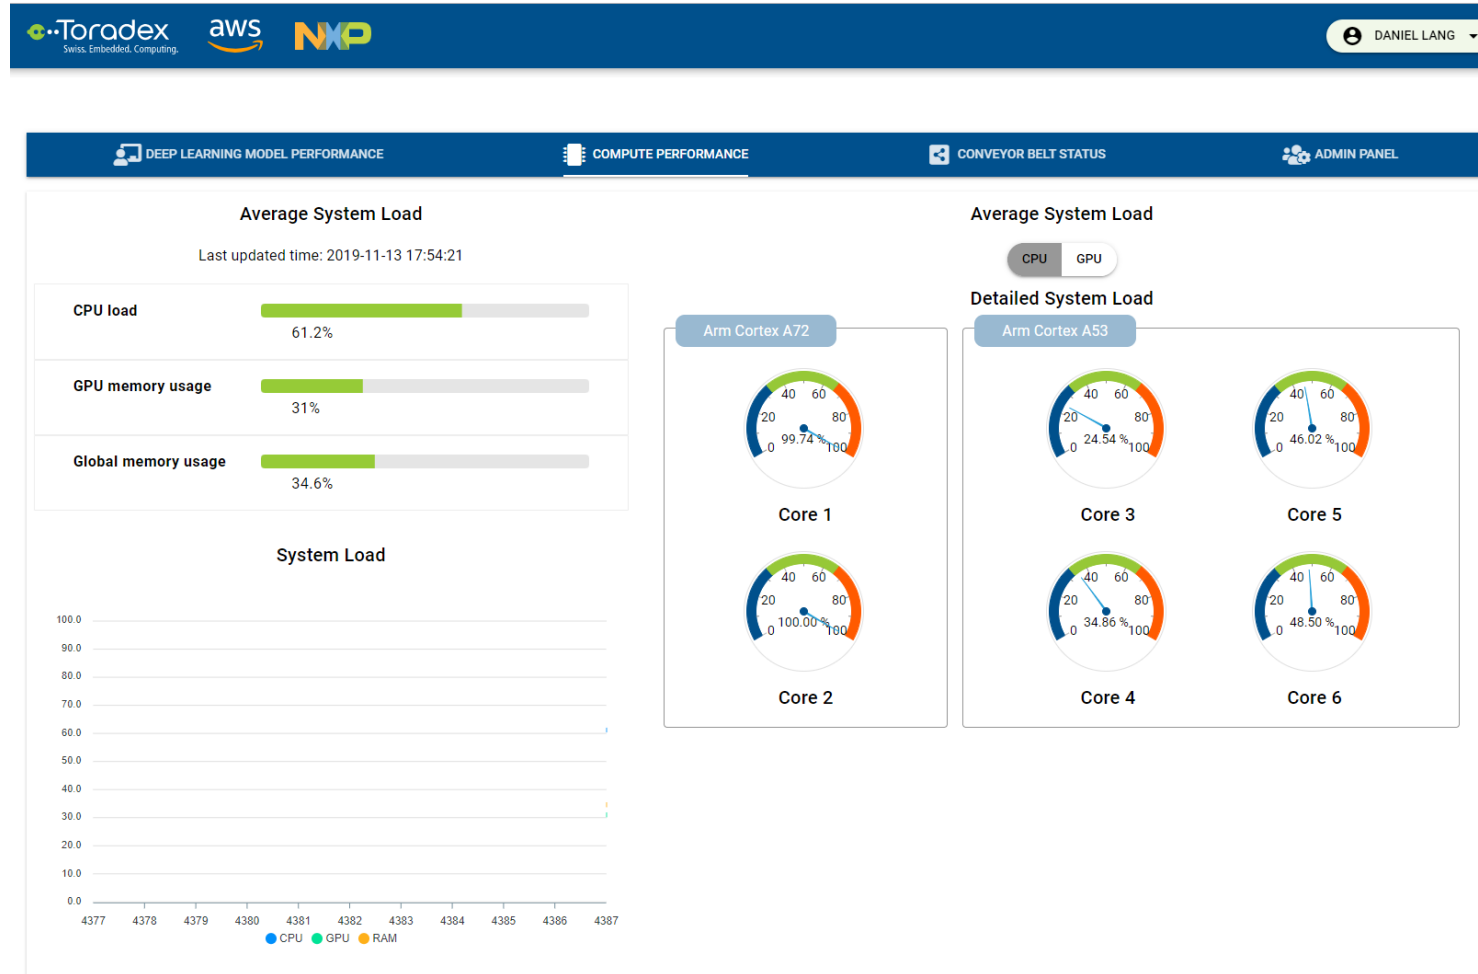 Toradex
Swiss. Embedded. Computing.
aws
NXP
DANIEL LANG
DEEP LEARNING MODEL PERFORMANCE
COMPUTE PERFORMANCE
CONVEYOR BELT STATUS
ADMIN PANEL
Average System Load
Last updated time: 2019-11-13 17:54:21
CPU load
61.2%
GPU memory usage
31%
Global memory usage
34.6%
System Load
100.0
90.0
80.0
70.0
60.0
50.0
40.0
30.0
20.0
10.0
0.0
4377 4378 4379 4380 4381 4382 4383 4384 4385 4386 4387
CPU GPU RAM
Average System Load
CPU GPU
Detailed System Load
Arm Cortex A72
0 20 40 60 80 100
99.74 %
Core 1
0 20 40 60 80 100
100.00 %
Core 2
Arm Cortex A53
0 20 40 60 80 100
24.54 %
Core 3
0 20 40 60 80 100
46.02 %
Core 5
0 20 40 60 80 100
34.86 %
Core 4
0 20 40 60 80 100
48.50 %
Core 6